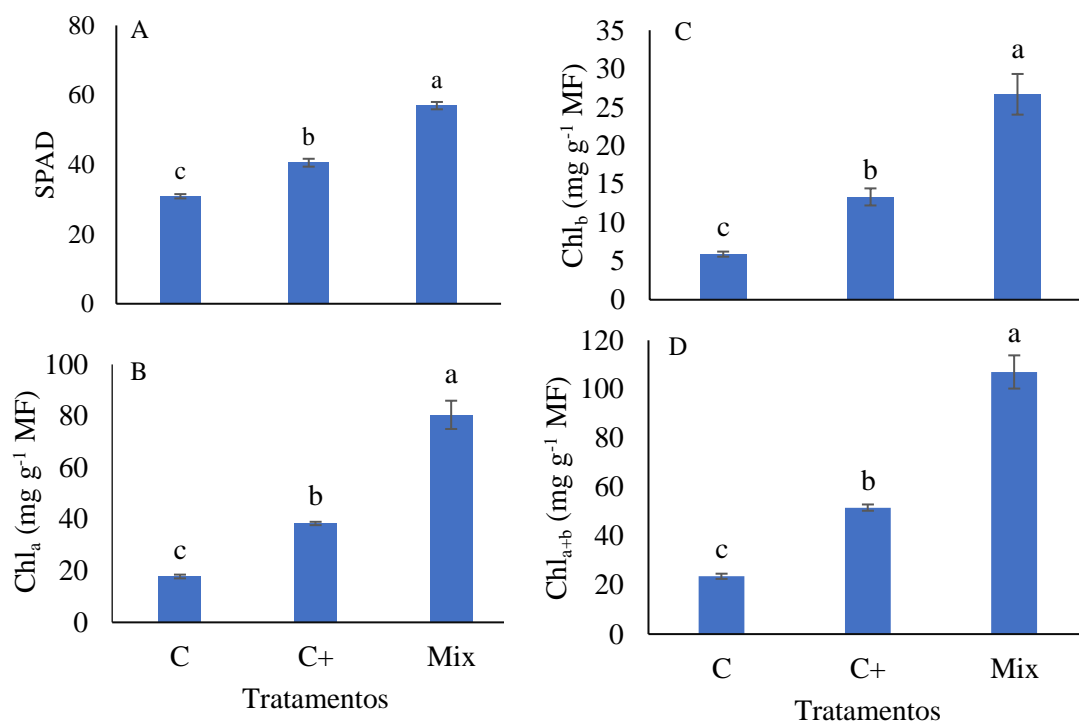 A
SPAD
80
60
40
20
0
c
b
a
B
Chla (mg g-1 MF)
100
80
60
40
20
0
c
b
a
C
C+
Mix
Tratamentos
C
Chlb (mg g-1 MF)
35
30
25
20
15
10
5
0
c
b
a
D
Chla+b (mg g-1 MF)
120
100
80
60
40
20
0
c
b
a
C
C+
Mix
Tratamentos